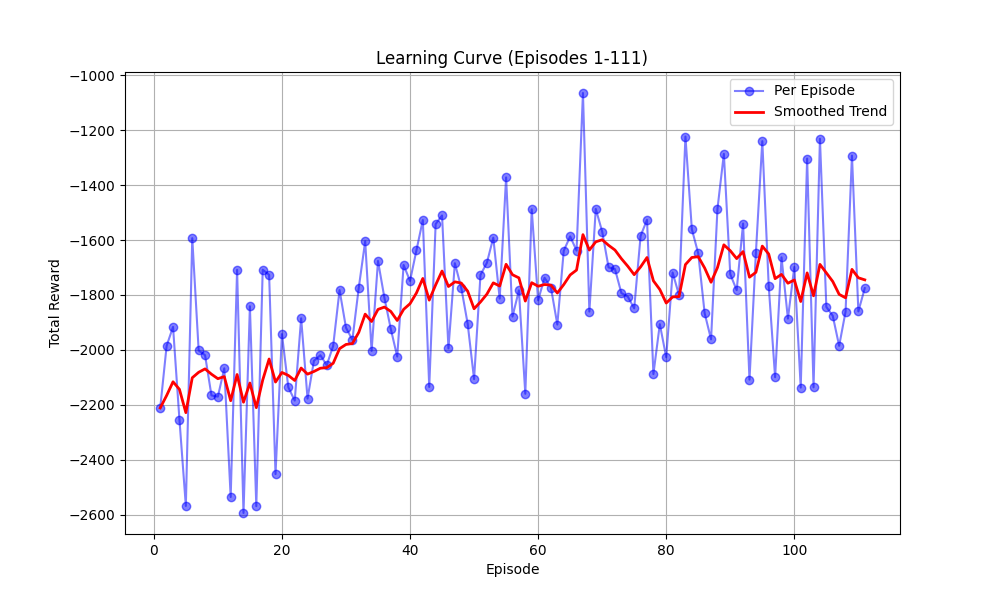 Learning Curve (Episodes 1-111)
Per Episode
Smoothed Trend
Total Reward
−1000
−1200
−1400
−1600
−1800
−2000
−2200
−2400
−2600
0 20 40 60 80 100
Episode